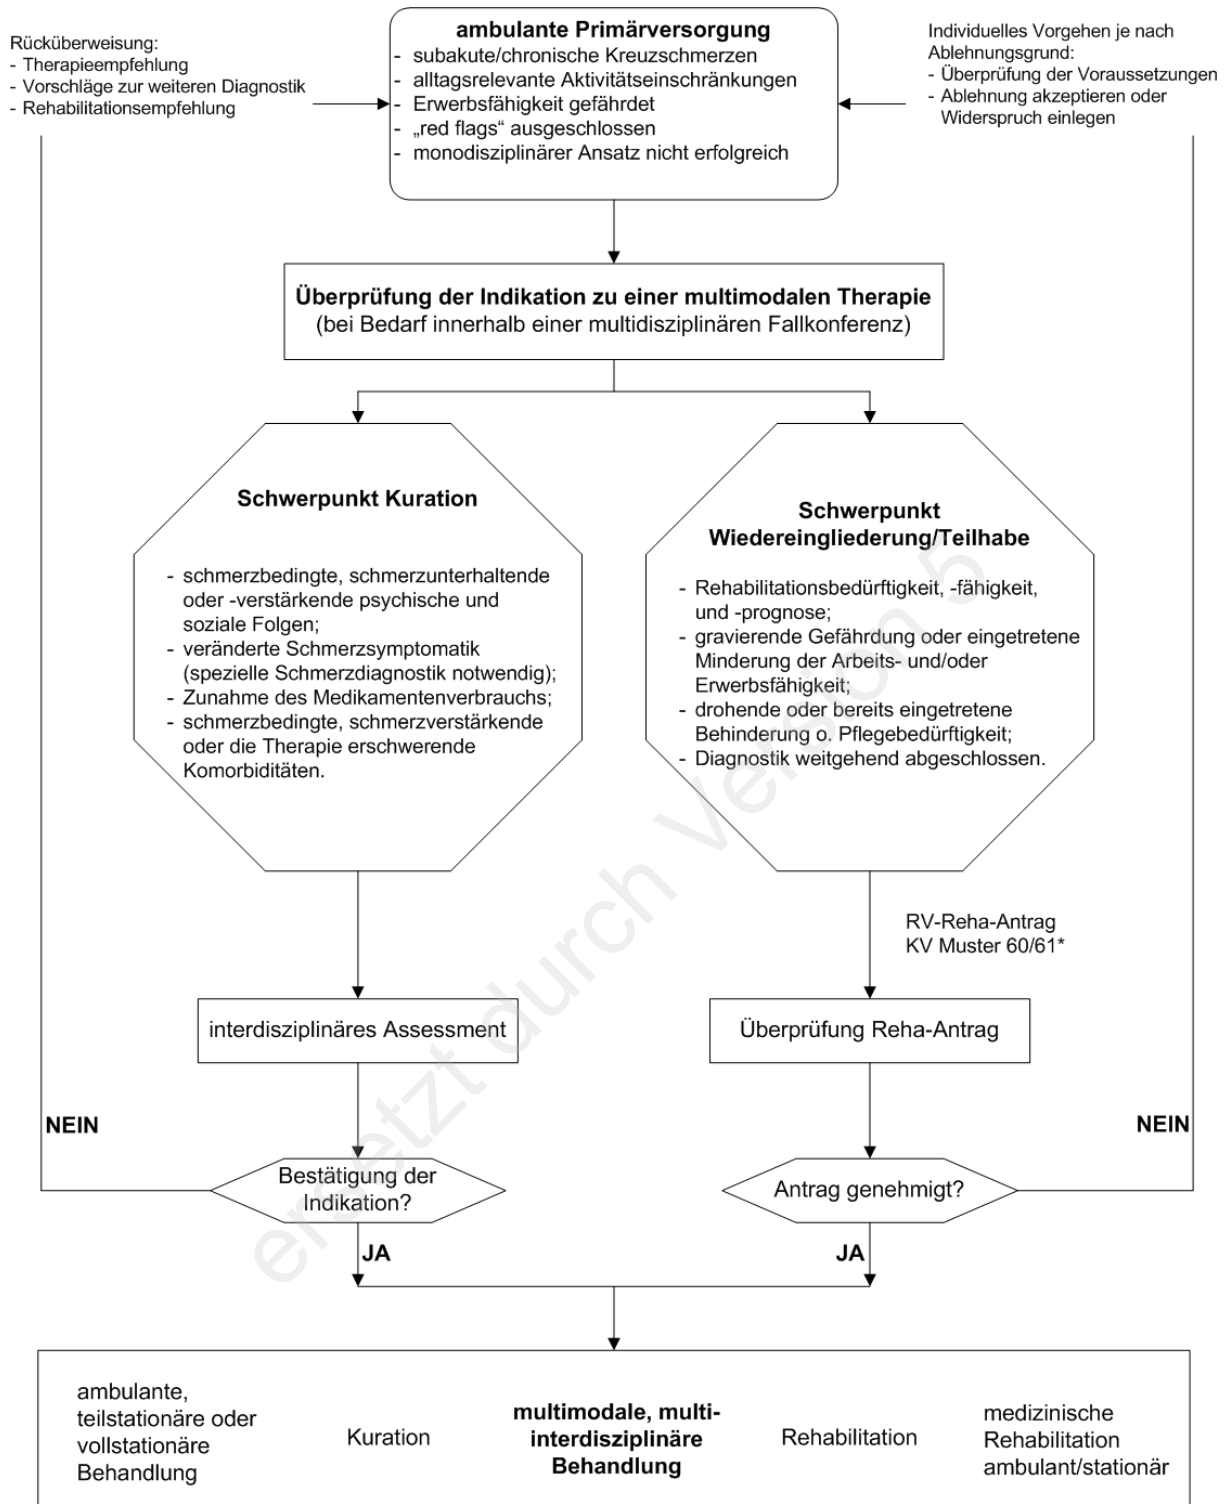 ambulante Primärversorgung
- subakute/chronische Kreuzschmerzen
- alltagsrelevante Aktivitätseinschränkungen
- Erwerbsfähigkeit gefährdet
- „red flags“ ausgeschlossen
- monodisziplinärer Ansatz nicht erfolgreich
Rücküberweisung:
- Therapieempfehlung
- Vorschläge zur weiteren Diagnostik
- Rehabilitationsempfehlung
Individuelles Vorgehen je nach
Ablehnungsgrund:
- Überprüfung der Voraussetzungen
- Ablehnung akzeptieren oder
Widerspruch einlegen
Überprüfung der Indikation zu einer multimodalen Therapie
(bei Bedarf innerhalb einer multidisziplinären Fallkonferenz)
Schwerpunkt Kuration
- schmerzbedingte, schmerzunterhaltende
oder -verstärkende psychische und
soziale Folgen;
- veränderte Schmerzsymptomatik
(spezielle Schmerzdiagnostik notwendig);
- Zunahme des Medikamentenverbrauchs;
- schmerzbedingte, schmerzverstärkende
oder die Therapie erschwerende
Komorbiditäten.
Schwerpunkt
Wiedereingliederung/Teilhabe
- Rehabilitationsbedürftigkeit, -fähigkeit,
und -prognose;
- gravierende Gefährdung oder eingetretene
Minderung der Arbeits- und/oder
Erwerbsfähigkeit;
- drohende oder bereits eingetretene
Behinderung o. Pflegebedürftigkeit;
- Diagnostik weitgehend abgeschlossen.
RV-Reha-Antrag
KV Muster 60/61*
interdisziplinäres Assessment
Überprüfung Reha-Antrag
NEIN
NEIN
Bestätigung der
Indikation?
Antrag genehmigt?
JA
JA
ambulante,
teilstationäre oder
vollstationäre
Behandlung
Kuration
multimodale, multi-
interdisziplinäre
Behandlung
Rehabilitation
medizinische
Rehabilitation
ambulant/stationär
ersetzt durch Version 5